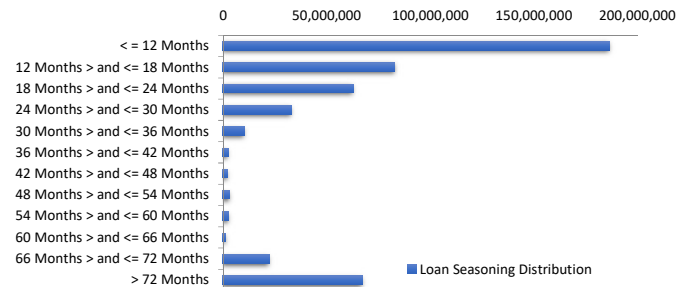 0 50,000,000 100,000,000 150,000,000 200,000,000
< = 12 Months
12 Months > and <= 18 Months
18 Months > and <= 24 Months
24 Months > and <= 30 Months
30 Months > and <= 36 Months
36 Months > and <= 42 Months
42 Months > and <= 48 Months
48 Months > and <= 54 Months
54 Months > and <= 60 Months
60 Months > and <= 66 Months
66 Months > and <= 72 Months
Loan Seasoning Distribution
> 72 Months